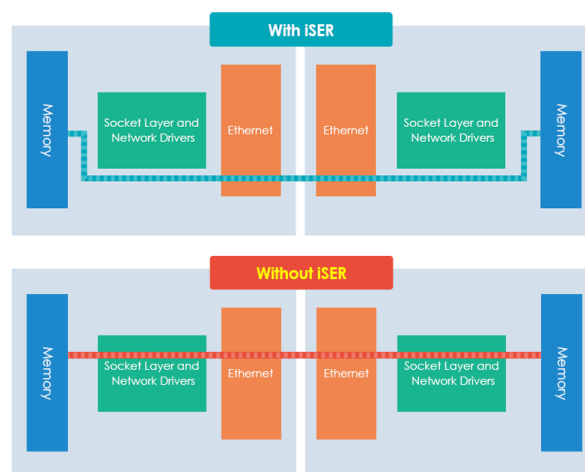 With iSER
Memory
Socket Layer and
Network Drivers
Ethernet
Ethernet
Socket Layer and
Network Drivers
Memory
Without iSER
Memory
Socket Layer and
Network Drivers
Ethernet
Ethernet
Socket Layer and
Network Drivers
Memory